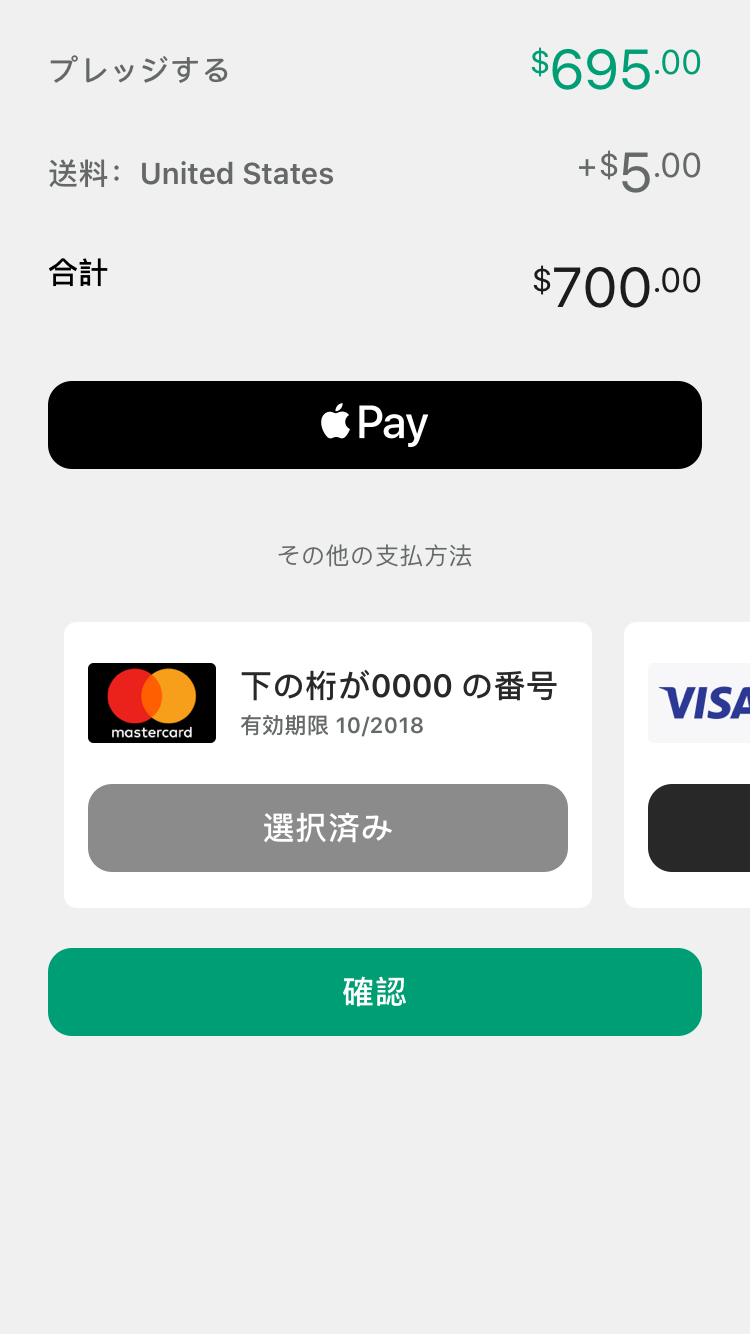 プレッジする $695.00
送料: United States +$5.00
合計 $700.00
Pay
その他の支払方法
mastercard
下の桁が0000 の番号
有効期限 10/2018
VISA
選択済み
確認